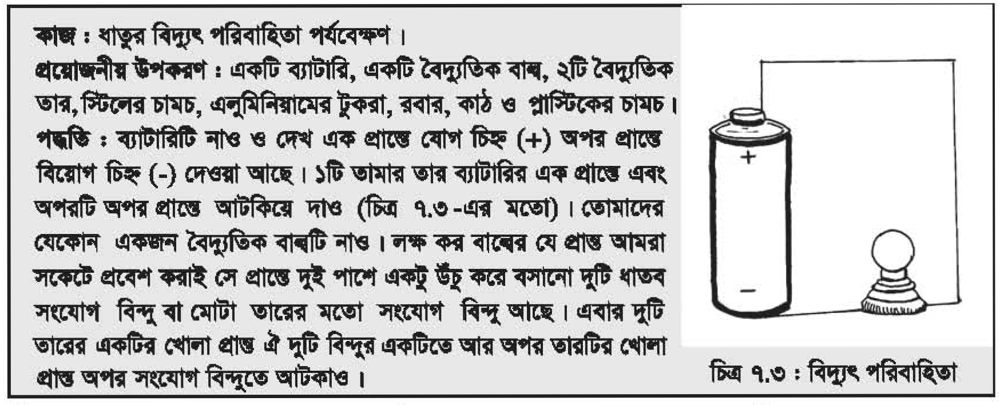 কাজ : ধাতুর বিদ্যুৎ পরিবাহিতা পর্যবেক্ষণ ।
প্রয়োজনীয় উপকরণ : একটি ব্যাটারি, একটি বৈদ্যুতিক বাল্ব, ২টি বৈদ্যুতিক
তার, স্টিলের চামচ, এলুমিনিয়ামের টুকরা, রবার, কাঠ ও প্লাস্টিকের চামচ।
পদ্ধতি : ব্যাটারিটি নাও ও দেখ এক প্রান্তে যোগ চিহ্ন (+) অপর প্রান্তে
বিয়োগ চিহ্ন (-) দেওয়া আছে। ১টি তামার তার ব্যাটারির এক প্রান্তে এবং
অপরটি অপর প্রান্তে আটকিয়ে দাও (চিত্র ৭.৩-এর মতো)। তোমাদের
যেকোন একজন বৈদ্যুতিক বাল্বটি নাও। লক্ষ কর বাল্বের যে প্রান্ত আমরা
সকেটে প্রবেশ করাই সে প্রান্তে দুই পাশে একটু উঁচু করে বসানো দুটি ধাতব
সংযোগ বিন্দু বা মোটা তারের মতো সংযোগ বিন্দু আছে। এবার দুটি
তারের একটির খোলা প্রান্ত ঐ দুটি বিন্দুর একটিতে আর অপর তারটির খোলা
প্রান্ত অপর সংযোগ বিন্দুতে আটকাও।
+
−
চিত্র ৭.৩ : বিদ্যুৎ পরিবাহিতা